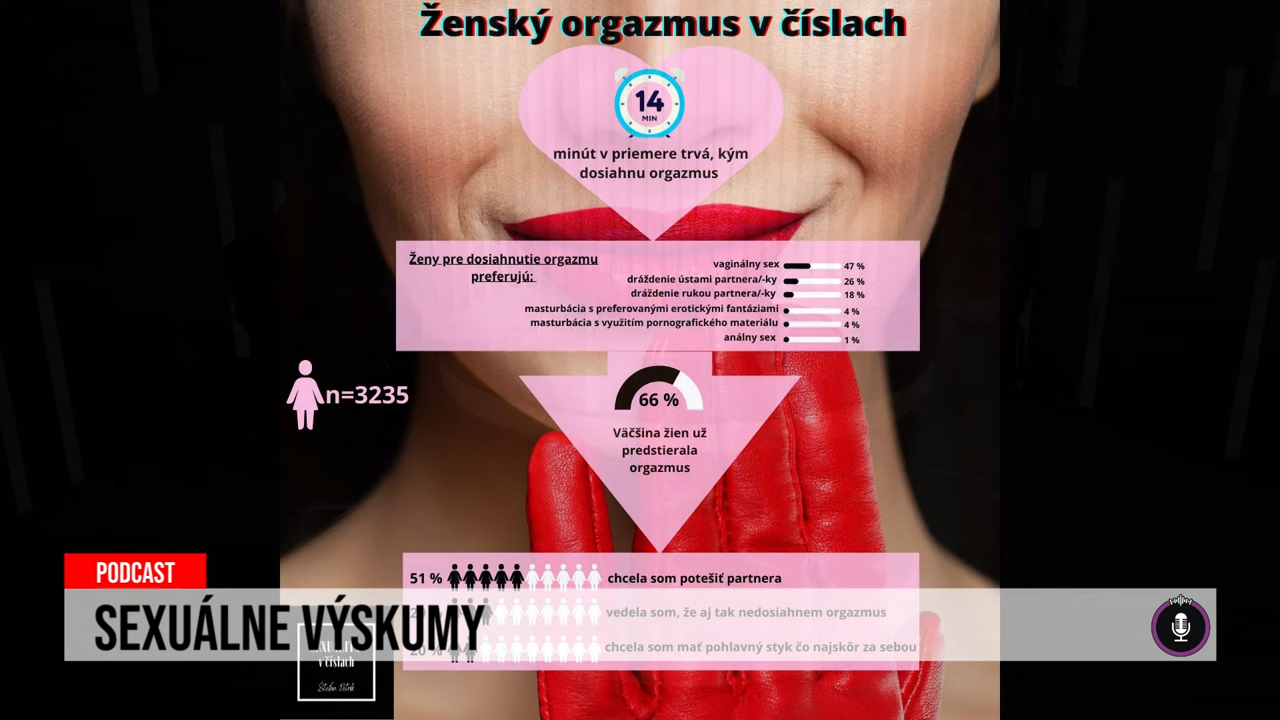 Ženský orgazmus v číslach
14
MIN
minút v priemere trvá, kým
dosiahnu orgazmus
Ženy pre dosiahnutie orgazmu
preferujú:
vaginálny sex 47 %
dráždenie ústami partnera/-ky 26 %
dráždenie rukou partnera/-ky 18 %
masturbácia s preferovanými erotickými fantáziami 4 %
masturbácia s využitím pornografického materiálu 4 %
análny sex 1 %
n=3235
66 %
Väčšina žien už
predstierala
orgazmus
51 % chcela som potešiť partnera
vedela som, že aj tak nedosiahnem orgazmus
20 % chcela som mať pohlavný styk čo najskôr za sebou
PODCAST
SEXUÁLNE VÝSKUMY
v číslach